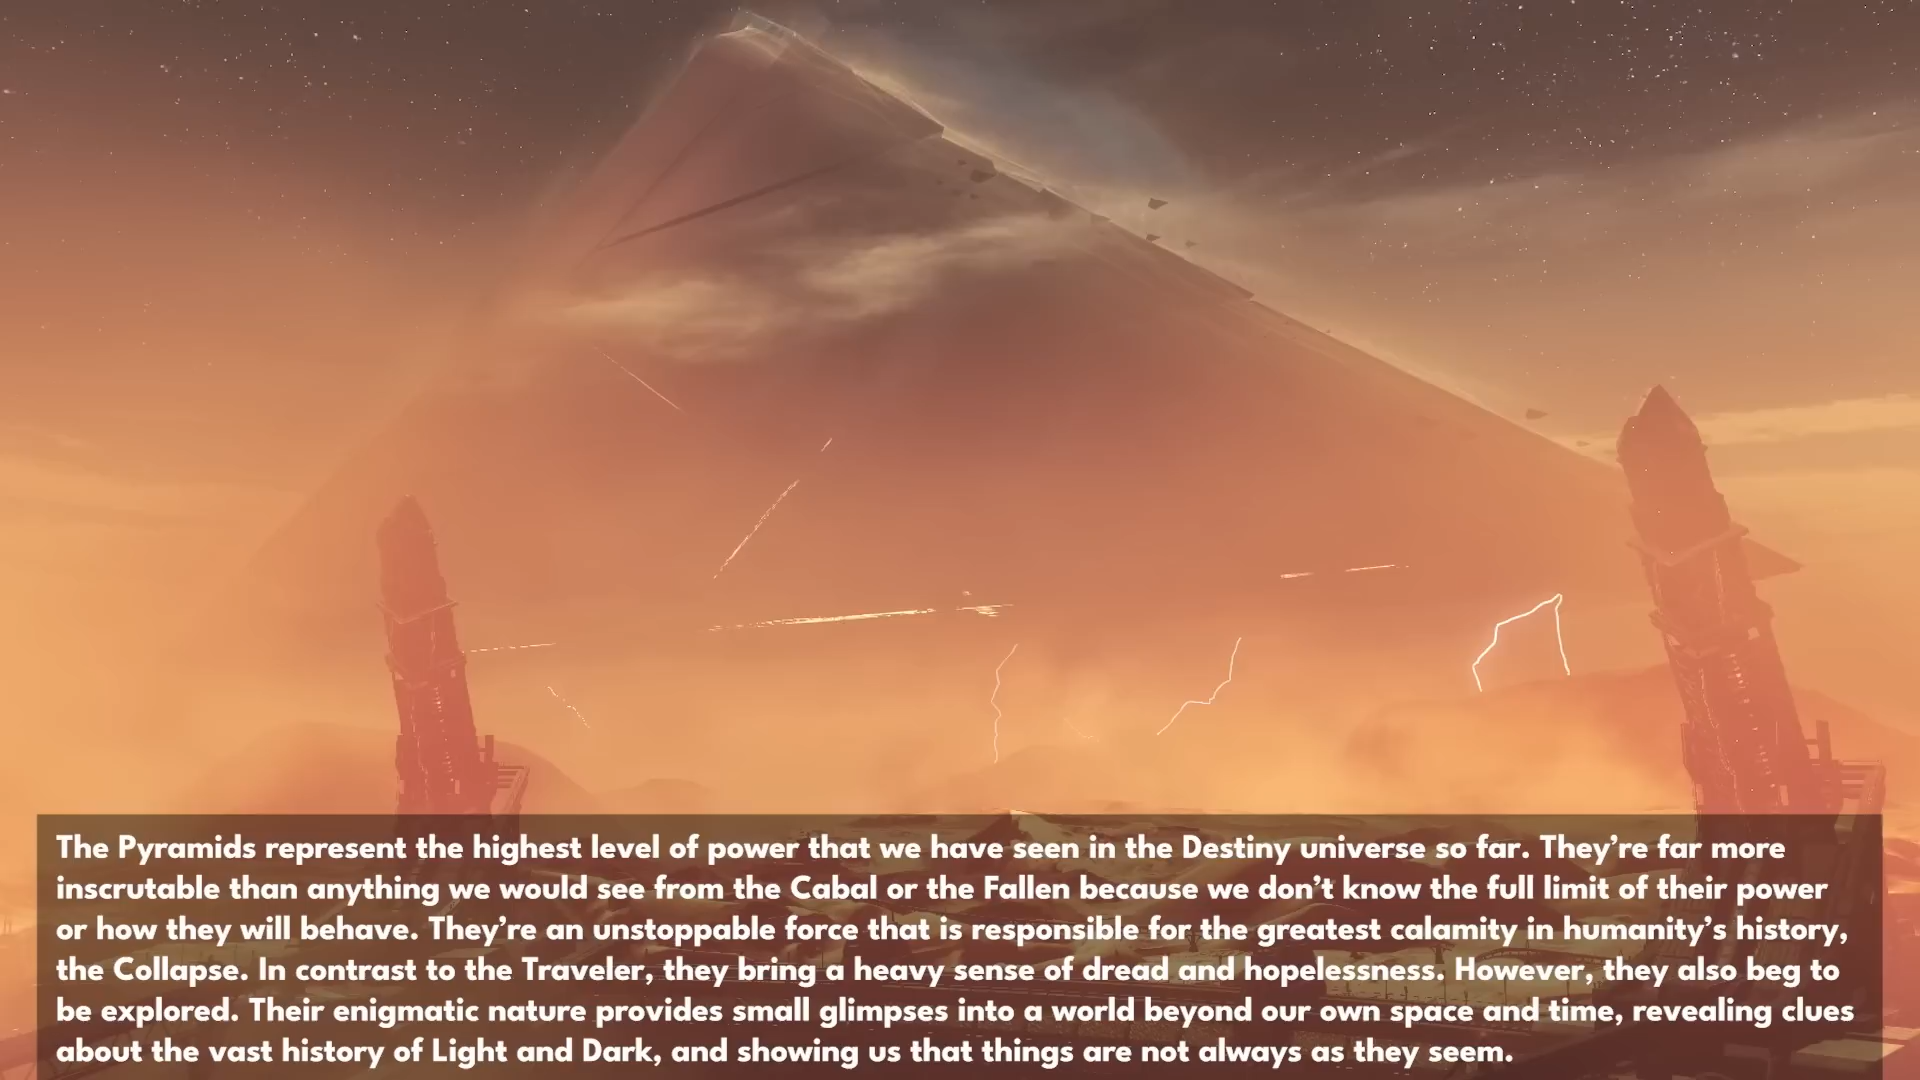 The Pyramids represent the highest level of power that we have seen in the Destiny universe so far. They’re far more
inscrutable than anything we would see from the Cabal or the Fallen because we don’t know the full limit of their power
or how they will behave. They’re an unstoppable force that is responsible for the greatest calamity in humanity’s history,
the Collapse. In contrast to the Traveler, they bring a heavy sense of dread and hopelessness. However, they also beg to
be explored. Their enigmatic nature provides small glimpses into a world beyond our own space and time, revealing clues
about the vast history of Light and Dark, and showing us that things are not always as they seem.